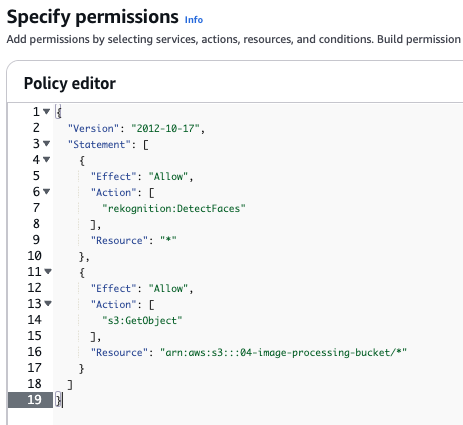 Specify permissions Info
Add permissions by selecting services, actions, resources, and conditions. Build permission
Policy editor
1 {
2 "Version": "2012-10-17",
3 "Statement": [
4 {
5 "Effect": "Allow",
6 "Action": [
7 "rekognition:DetectFaces"
8 ],
9 "Resource": "*"
10 },
11 {
12 "Effect": "Allow",
13 "Action": [
14 "s3:GetObject"
15 ],
16 "Resource": "arn:aws:s3:::04-image-processing-bucket/*"
17 }
18 ]
19 }